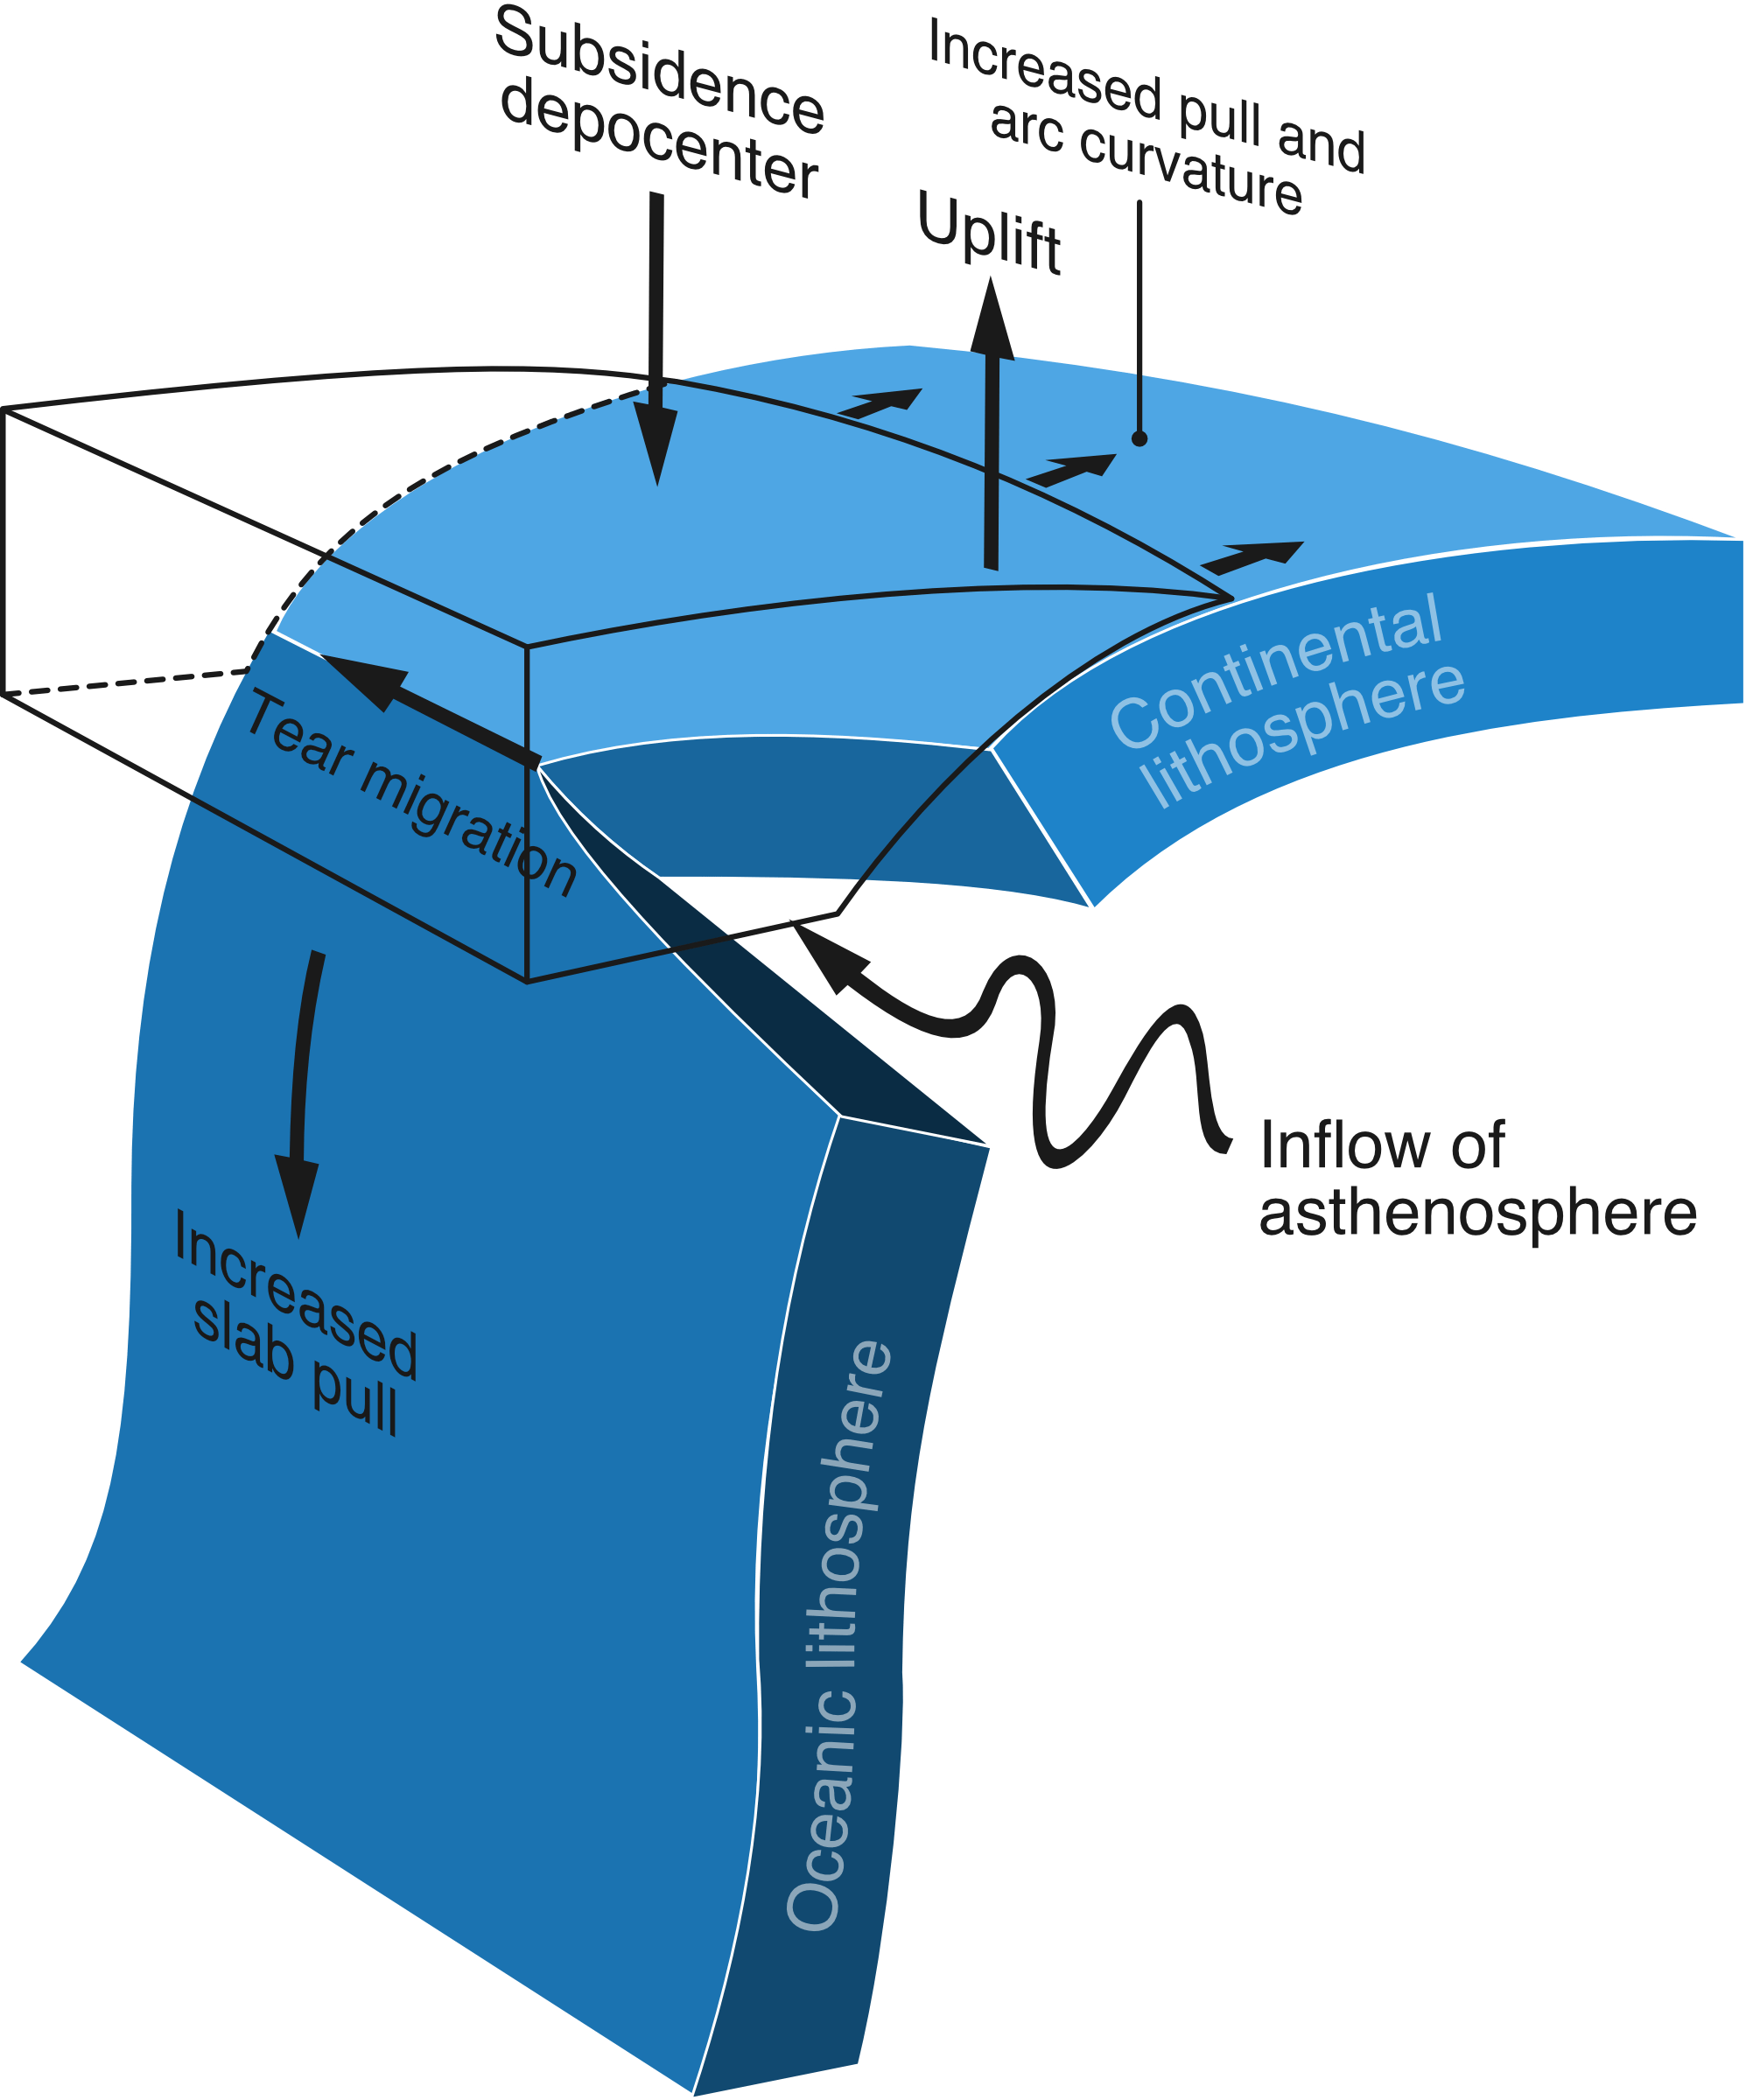 Subsidence
depocenter
Increased pull and
arc curvature
Uplift
Continental
lithosphere
Tear migration
Inflow of
asthenosphere
Increased
slab pull
Oceanic lithosphere